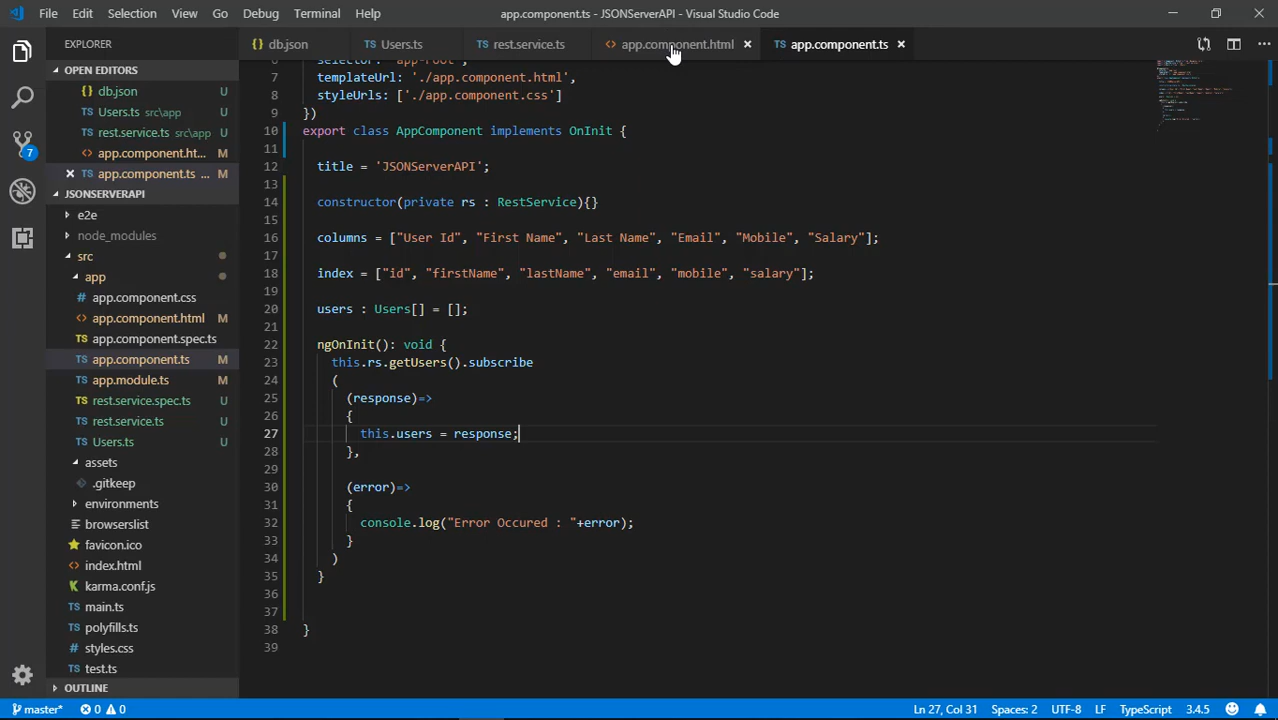 File Edit Selection View Go Debug Terminal Help
app.component.ts - JSONServerAPI - Visual Studio Code
EXPLORER
OPEN EDITORS
db.json U
Users.ts src\app U
rest.service.ts src\app U
app.component.ht... M
app.component.ts ... M
JSONSERVERAPI
e2e
node_modules
src
app
app.component.css
app.component.html M
app.component.spec.ts
app.component.ts M
app.module.ts M
rest.service.spec.ts U
rest.service.ts U
Users.ts U
assets
.gitkeep
environments
browserslist
favicon.ico
index.html
karma.conf.js
main.ts
polyfills.ts
styles.css
test.ts
OUTLINE
7
db.json
TS Users.ts
TS rest.service.ts
app.component.html
TS app.component.ts
6 selector: 'app-root',
7 templateUrl: './app.component.html',
8 styleUrls: ['./app.component.css']
9 })
10 export class AppComponent implements OnInit {
11
12 title = 'JSONServerAPI';
13
14 constructor(private rs : RestService){}
15
16 columns = ["User Id", "First Name", "Last Name", "Email", "Mobile", "Salary"];
17
18 index = ["id", "firstName", "lastName", "email", "mobile", "salary"];
19
20 users : Users[] = [];
21
22 ngOnInit(): void {
23 this.rs.getUsers().subscribe
24 (
25 (response)=>
26 {
27 this.users = response;
28 },
29
30 (error)=>
31 {
32 console.log("Error Occured : "+error);
33 }
34 )
35 }
36
37
38 }
39
master* 0 0
Ln 27, Col 31 Spaces: 2 UTF-8 LF TypeScript 3.4.5